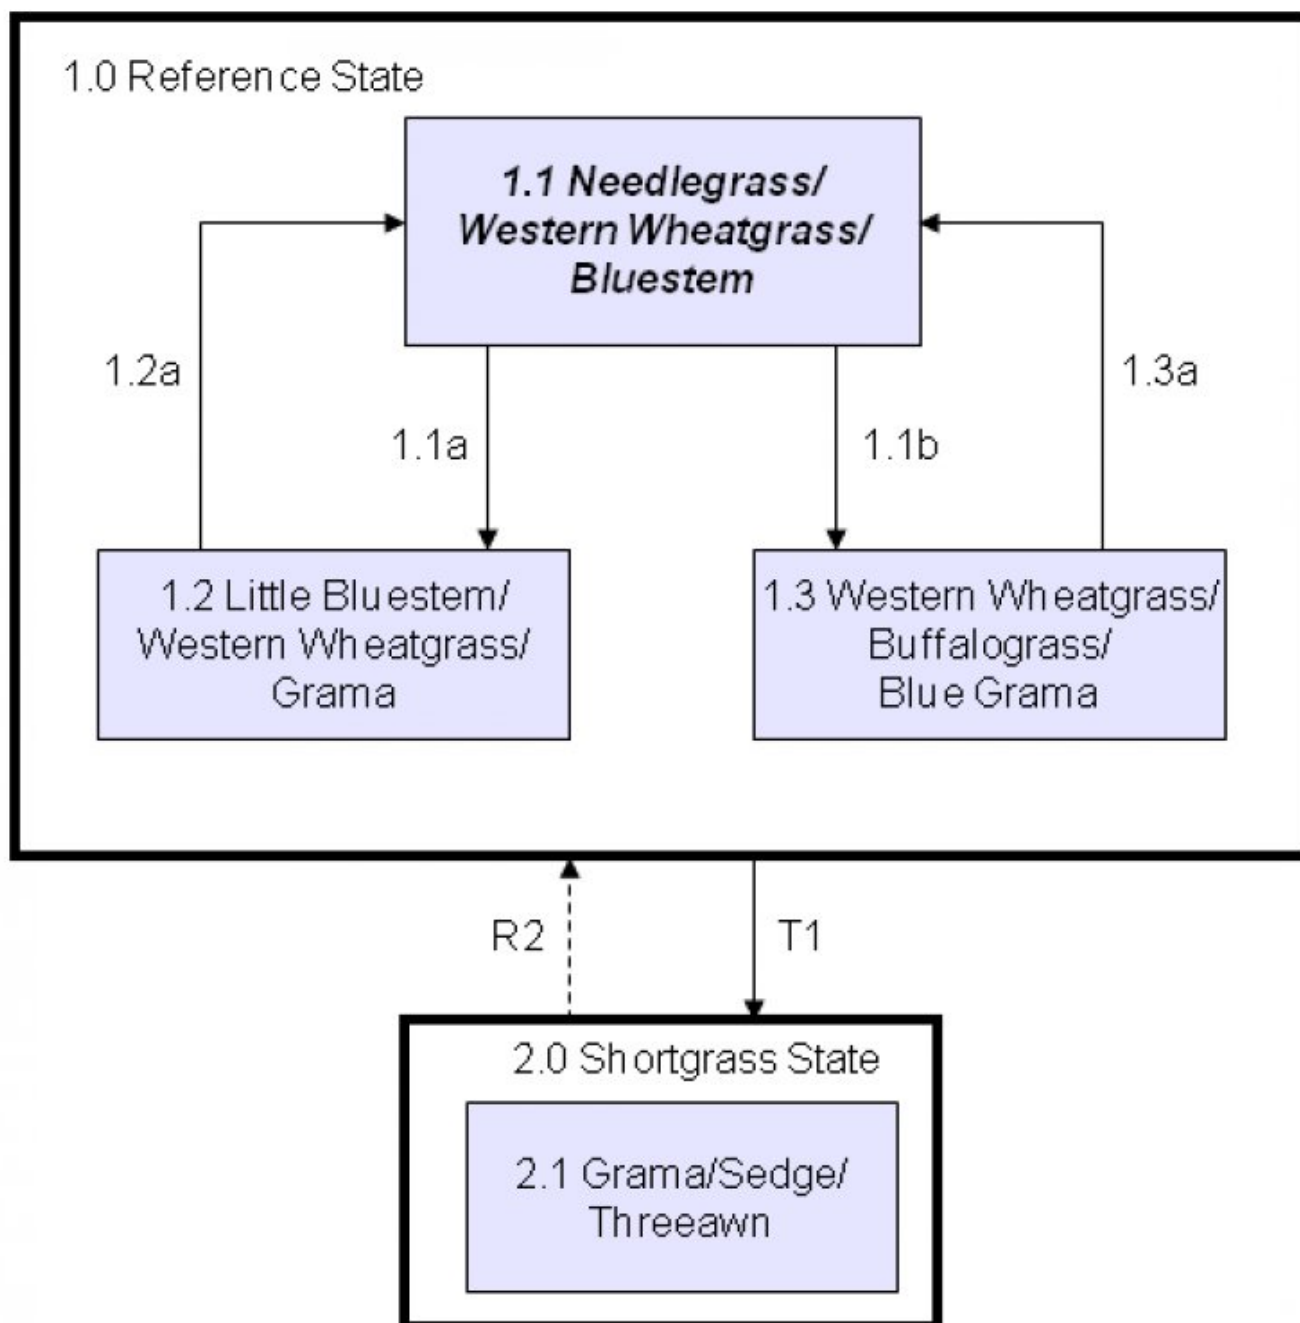 1.0 Reference State
1.1 Needlegrass/
Western Wheatgrass/
Bluestem
1.2a
1.3a
1.1a
1.1b
1.2 Little Bluestem/
Western Wheatgrass/
Grama
1.3 Western Wheatgrass/
Buffalograss/
Blue Grama
R2
T1
2.0 Shortgrass State
2.1 Grama/Sedge/
Threeawn